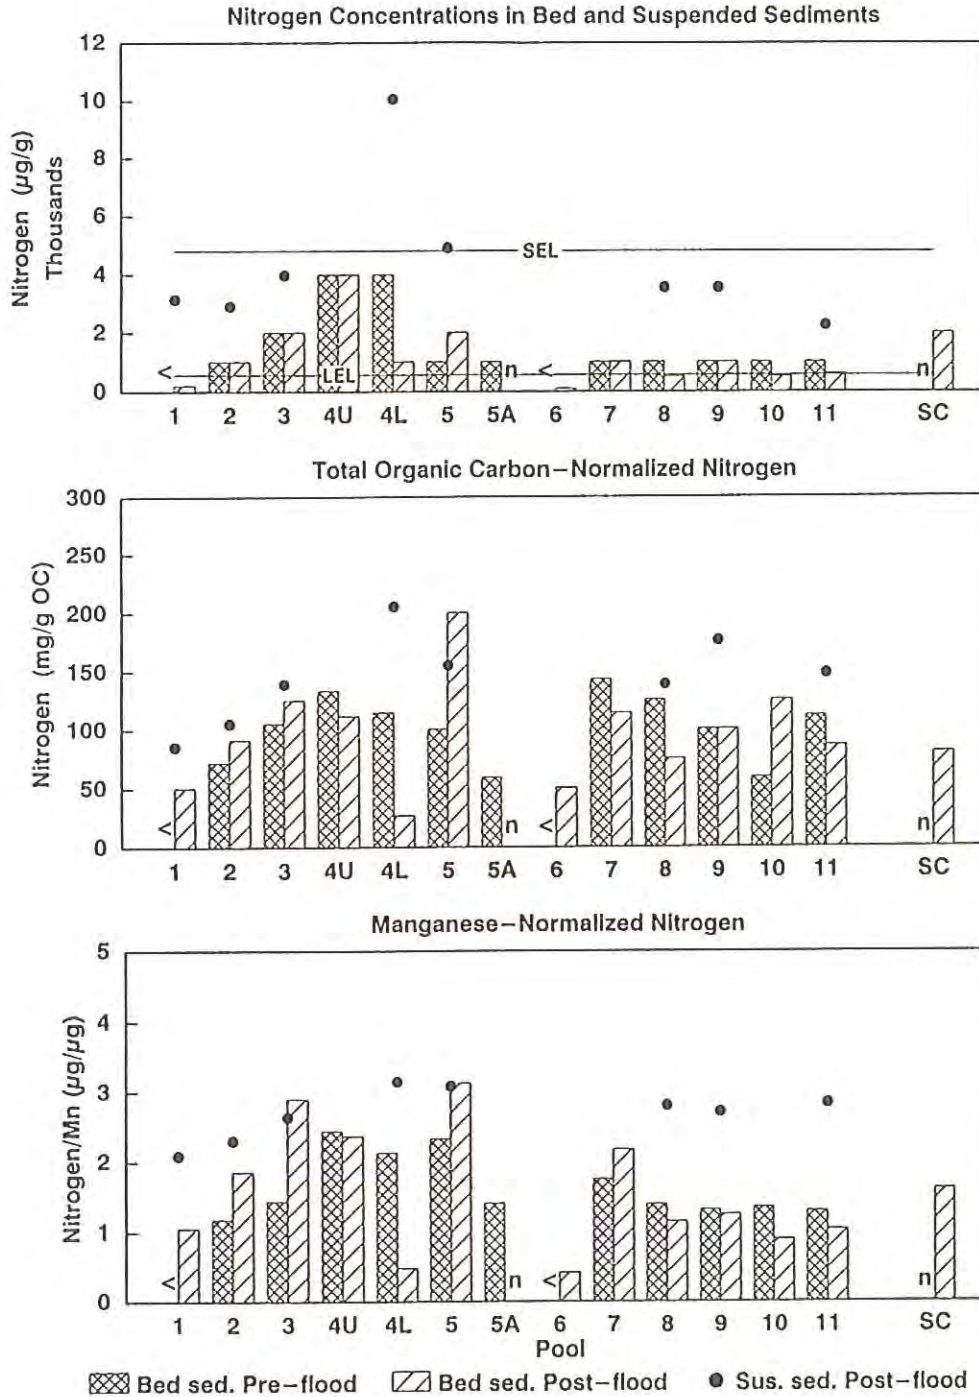 Nitrogen Concentrations in Bed and Suspended Sediments
Nitrogen (µg/g)
Thousands
12
10
8
6
4
2
0
SEL
LEL
<
n
<
n
1 2 3 4U 4L 5 5A 6 7 8 9 10 11 SC
Total Organic Carbon–Normalized Nitrogen
Nitrogen (mg/g OC)
300
250
200
150
100
50
0
<
n
<
n
1 2 3 4U 4L 5 5A 6 7 8 9 10 11 SC
Manganese–Normalized Nitrogen
Nitrogen/Mn (µg/µg)
5
4
3
2
1
0
<
n
<
n
1 2 3 4U 4L 5 5A 6 7 8 9 10 11 SC
Pool
Bed sed. Pre–flood Bed sed. Post–flood Sus. sed. Post–flood